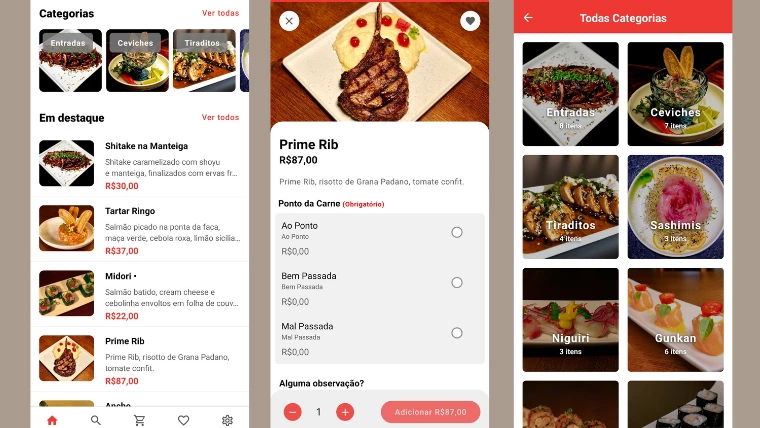 Categorias
Ver todas
Entradas
Ceviches
Tiraditos
Em destaque
Ver todos
Shitake na Manteiga
Shitake caramelizado com shoyu
e manteiga, finalizados com ervas fr...
R$30,00
Tartar Ringo
Salmão picado na ponta da faca,
maça verde, cebola roxa, limão sicilia...
R$37,00
Midori •
Salmão batido, cream cheese e
cebolinha envoltos em folha de couv...
R$22,00
Prime Rib
Prime Rib, risotto de Grana Padano,
tomate confit.
R$87,00
Ancho
Prime Rib
R$87,00
Prime Rib, risotto de Grana Padano, tomate confit.
Ponto da Carne (Obrigatório)
Ao Ponto
Ao Ponto
R$0,00
Bem Passada
Bem Passada
R$0,00
Mal Passada
Mal Passada
R$0,00
Alguma observação?
1
Adicionar R$87,00
Todas Categorias
Entradas
8 itens
Ceviches
7 itens
Tiraditos
4 itens
Sashimis
3 itens
Niguiri
3 itens
Gunkan
6 itens